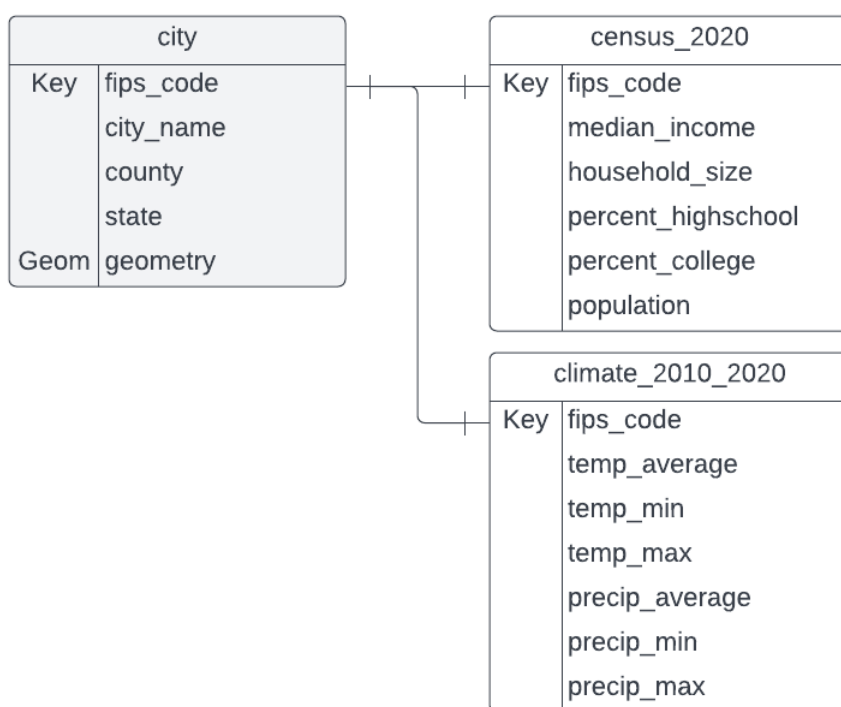 city
Key fips_code
city_name
county
state
Geom geometry
census_2020
Key fips_code
median_income
household_size
percent_highschool
percent_college
population
climate_2010_2020
Key fips_code
temp_average
temp_min
temp_max
precip_average
precip_min
precip_max